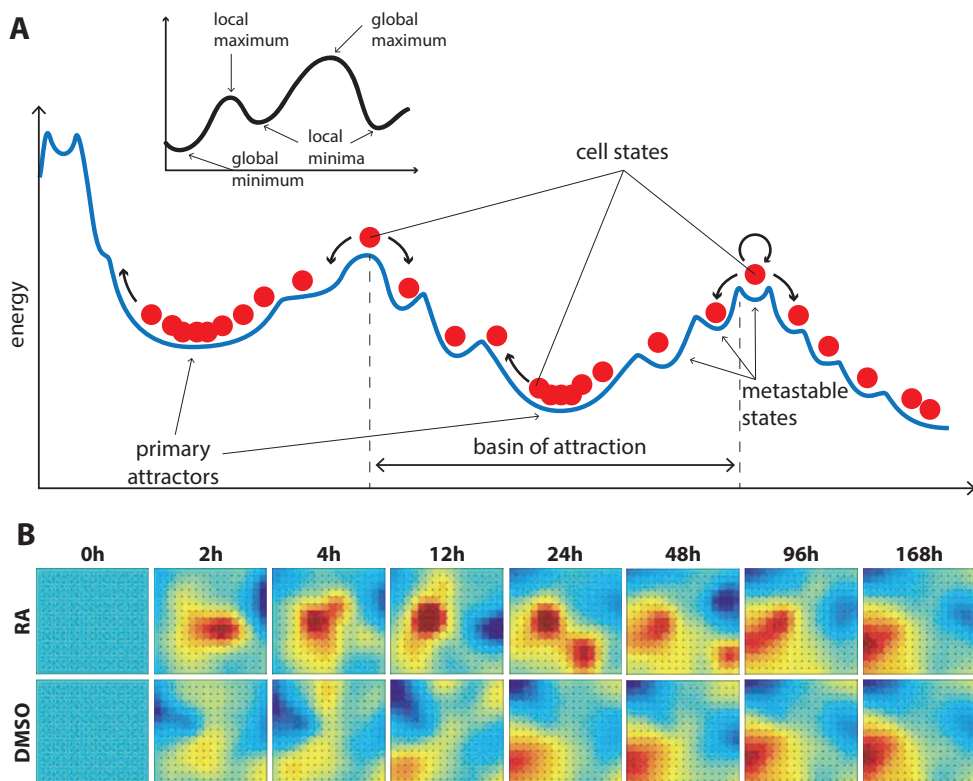 A
local
maximum
global
maximum
local
minima
global
minimum
cell states
energy
metastable
states
primary
attractors
basin of attraction
B
0h 2h 4h 12h 24h 48h 96h 168h
RA
DMSO